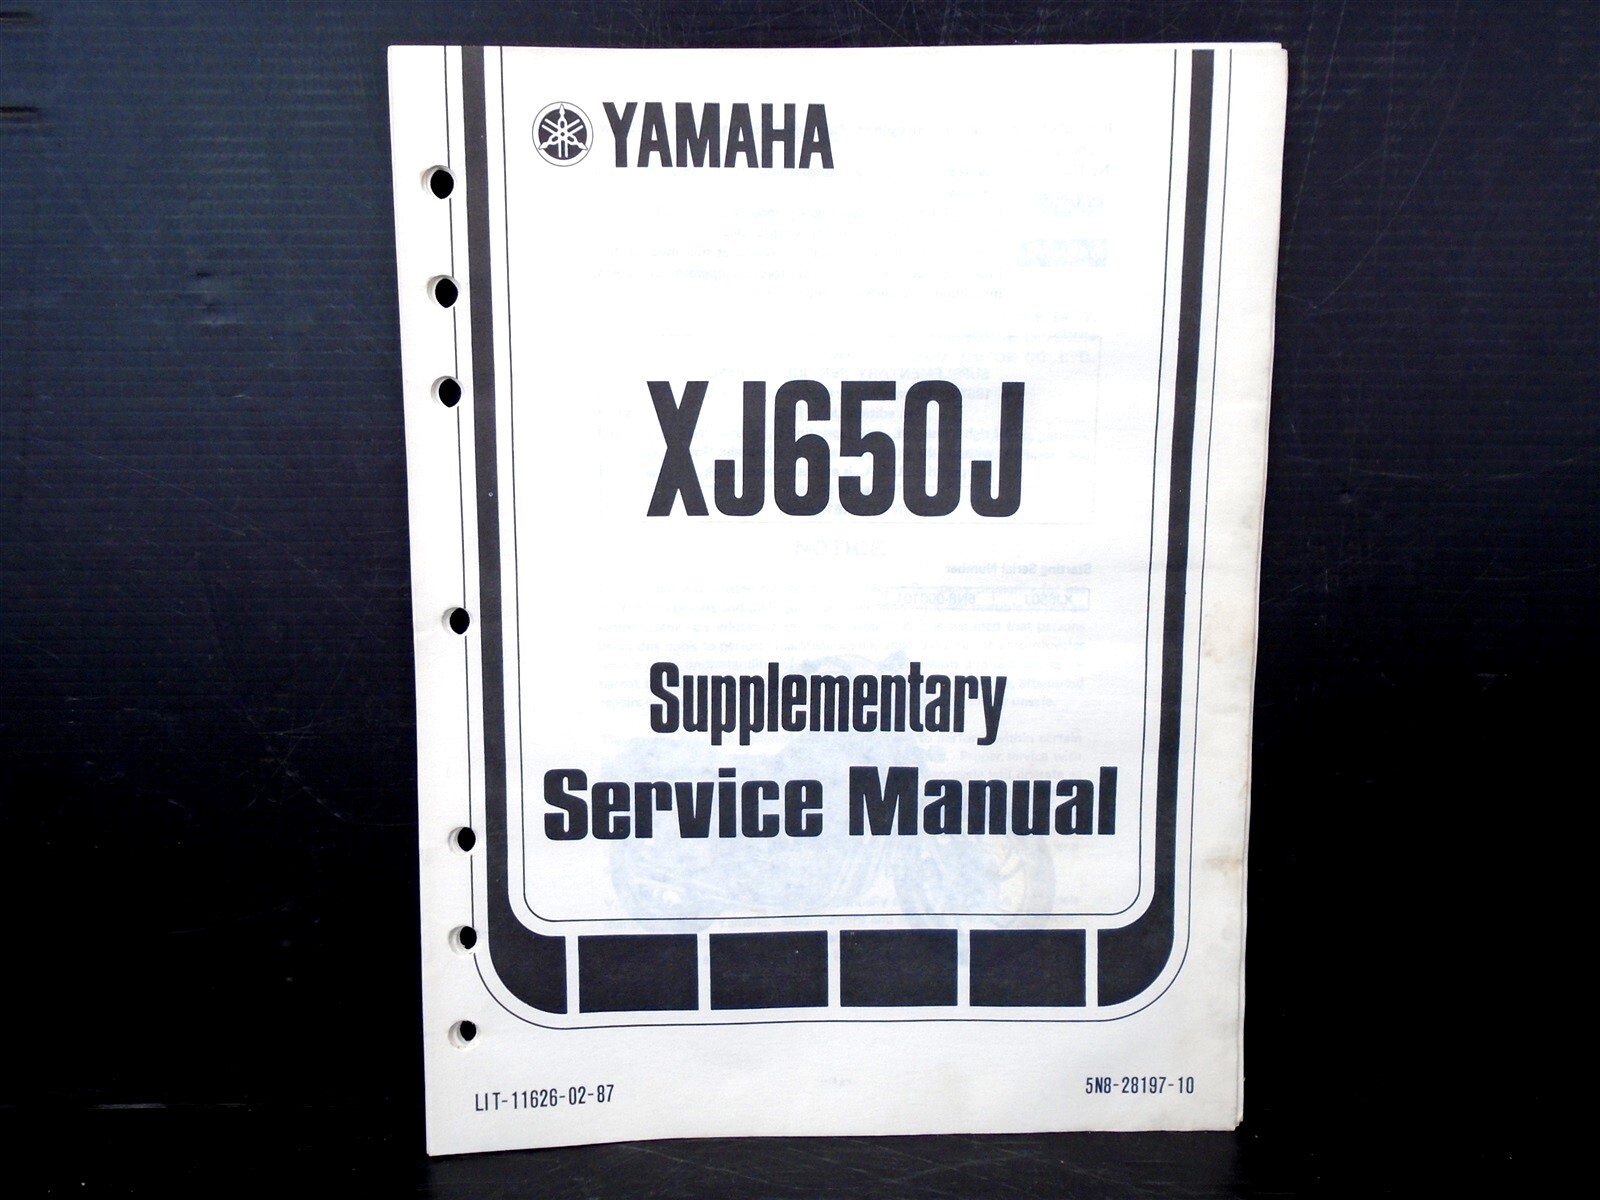 YAMAHA
XJ650J
Supplementary
Service Manual
LIT-11626-02-87
5N8-28197-10